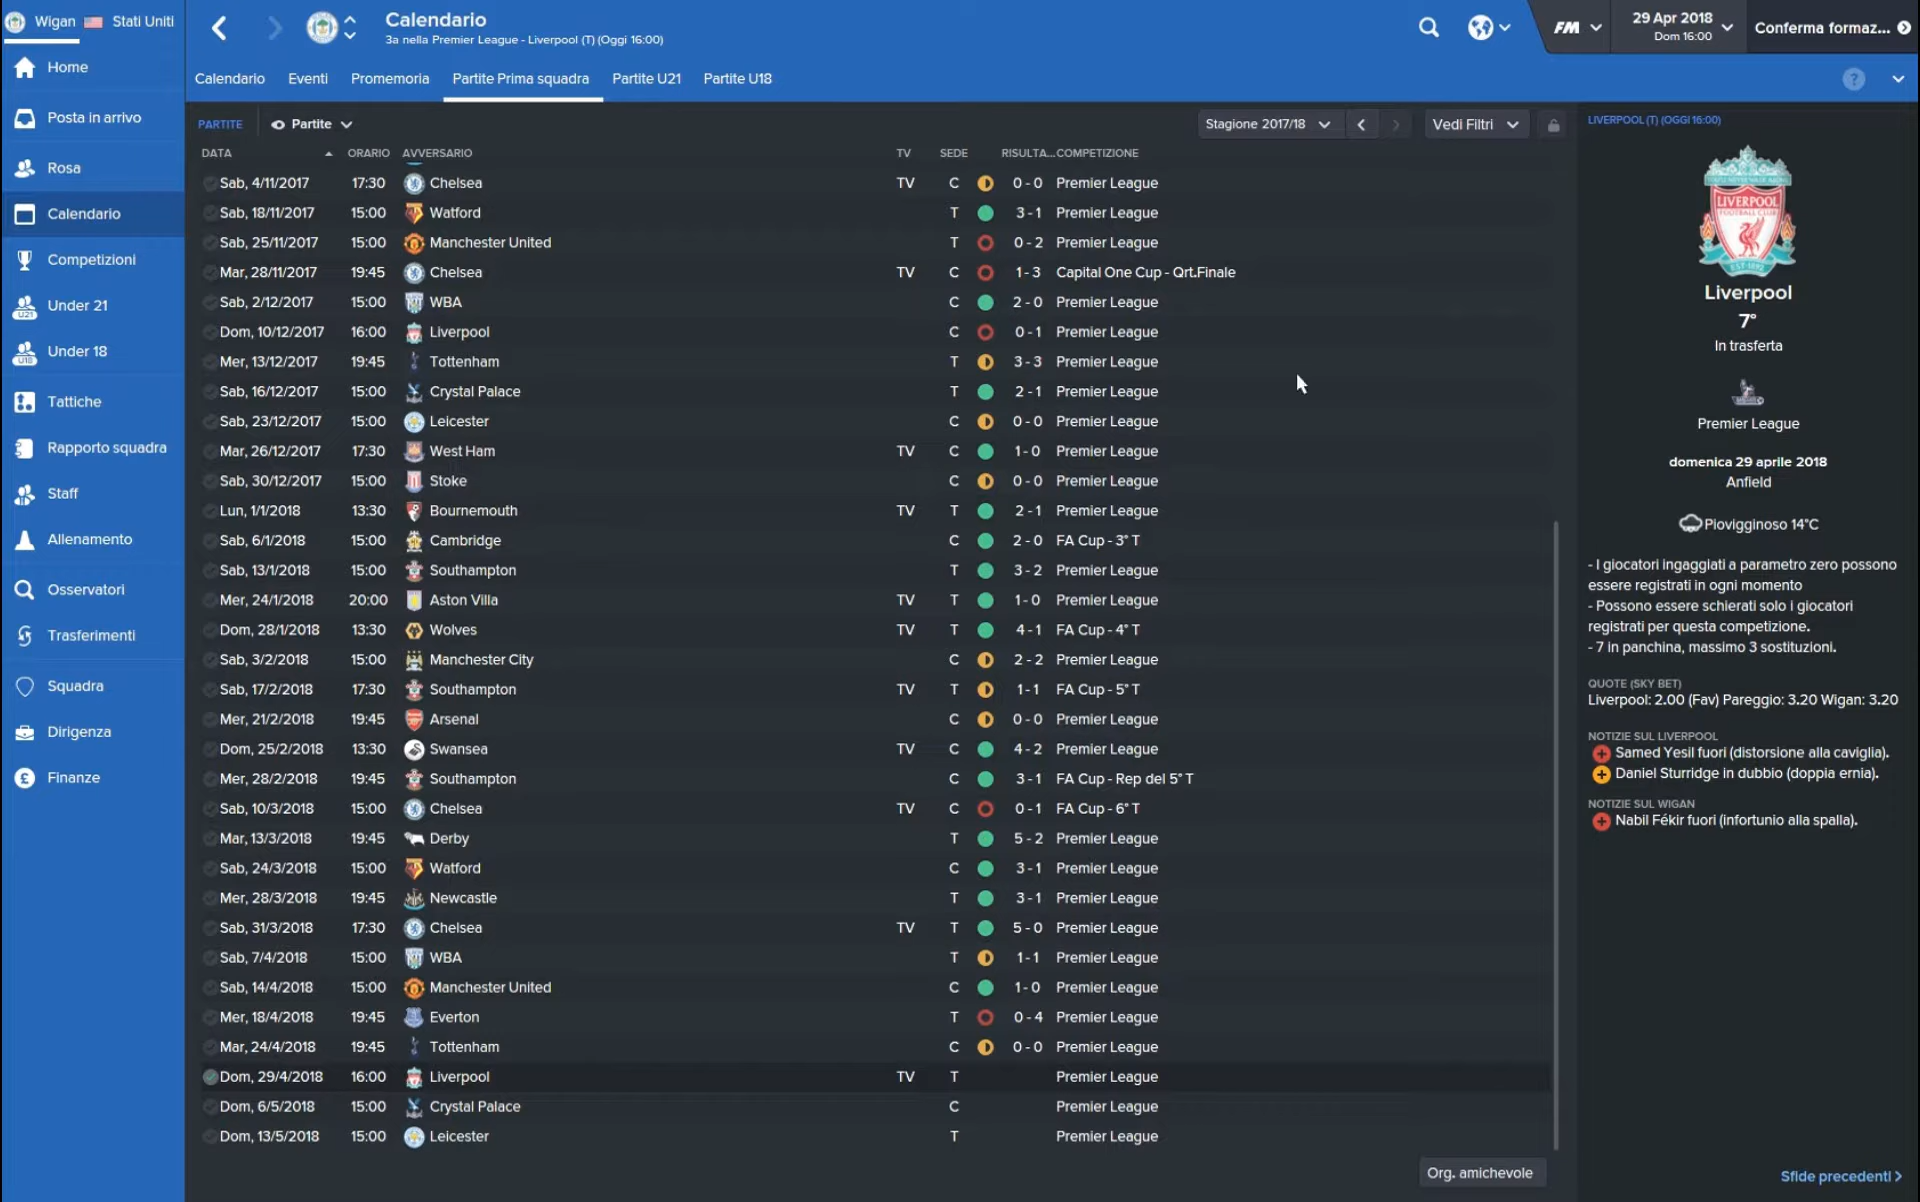 Wigan Stati Uniti
Calendario
3a nella Premier League - Liverpool (T) (Oggi 16:00)
FM
29 Apr 2018
Dom 16:00
Conferma formaz...
Calendario Eventi Promemoria Partite Prima squadra Partite U21 Partite U18
?
Home
Posta in arrivo
Rosa
Calendario
Competizioni
U21 Under 21
U18 Under 18
Tattiche
Rapporto squadra
Staff
Allenamento
Osservatori
Trasferimenti
Squadra
Dirigenza
£ Finanze
PARTITE Partite Stagione 2017/18 Vedi Filtri
DATA ORARIO AVVERSARIO TV SEDE RISULTA... COMPETIZIONE
Sab, 4/11/2017 17:30 Chelsea TV C 0 - 0 Premier League
Sab, 18/11/2017 15:00 Watford T 3 - 1 Premier League
Sab, 25/11/2017 15:00 Manchester United T 0 - 2 Premier League
Mar, 28/11/2017 19:45 Chelsea TV C 1 - 3 Capital One Cup - Qrt.Finale
Sab, 2/12/2017 15:00 WBA C 2 - 0 Premier League
Dom, 10/12/2017 16:00 Liverpool C 0 - 1 Premier League
Mer, 13/12/2017 19:45 Tottenham T 3 - 3 Premier League
Sab, 16/12/2017 15:00 Crystal Palace T 2 - 1 Premier League
Sab, 23/12/2017 15:00 Leicester C 0 - 0 Premier League
Mar, 26/12/2017 17:30 West Ham TV C 1 - 0 Premier League
Sab, 30/12/2017 15:00 Stoke C 0 - 0 Premier League
Lun, 1/1/2018 13:30 Bournemouth TV T 2 - 1 Premier League
Sab, 6/1/2018 15:00 Cambridge C 2 - 0 FA Cup - 3° T
Sab, 13/1/2018 15:00 Southampton T 3 - 2 Premier League
Mer, 24/1/2018 20:00 Aston Villa TV T 1 - 0 Premier League
Dom, 28/1/2018 13:30 Wolves TV T 4 - 1 FA Cup - 4° T
Sab, 3/2/2018 15:00 Manchester City C 2 - 2 Premier League
Sab, 17/2/2018 17:30 Southampton TV T 1 - 1 FA Cup - 5° T
Mer, 21/2/2018 19:45 Arsenal C 0 - 0 Premier League
Dom, 25/2/2018 13:30 Swansea TV C 4 - 2 Premier League
Mer, 28/2/2018 19:45 Southampton C 3 - 1 FA Cup - Rep del 5° T
Sab, 10/3/2018 15:00 Chelsea TV C 0 - 1 FA Cup - 6° T
Mar, 13/3/2018 19:45 Derby T 5 - 2 Premier League
Sab, 24/3/2018 15:00 Watford C 3 - 1 Premier League
Mer, 28/3/2018 19:45 Newcastle T 3 - 1 Premier League
Sab, 31/3/2018 17:30 Chelsea TV T 5 - 0 Premier League
Sab, 7/4/2018 15:00 WBA T 1 - 1 Premier League
Sab, 14/4/2018 15:00 Manchester United C 1 - 0 Premier League
Mer, 18/4/2018 19:45 Everton T 0 - 4 Premier League
Mar, 24/4/2018 19:45 Tottenham C 0 - 0 Premier League
Dom, 29/4/2018 16:00 Liverpool TV T Premier League
Dom, 6/5/2018 15:00 Crystal Palace C Premier League
Dom, 13/5/2018 15:00 Leicester T Premier League
Org. amichevole
LIVERPOOL (T) (OGGI 16:00)
LIVERPOOL
FOOTBALL CLUB
EST·1892
Liverpool
7°
In trasferta
Premier League
domenica 29 aprile 2018
Anfield
Piovigginoso 14°C
- I giocatori ingaggiati a parametro zero possono
essere registrati in ogni momento
- Possono essere schierati solo i giocatori
registrati per questa competizione.
- 7 in panchina, massimo 3 sostituzioni.
QUOTE (SKY BET)
Liverpool: 2.00 (Fav) Pareggio: 3.20 Wigan: 3.20
NOTIZIE SUL LIVERPOOL
Samed Yesil fuori (distorsione alla caviglia).
Daniel Sturridge in dubbio (doppia ernia).
NOTIZIE SUL WIGAN
Nabil Fékir fuori (infortunio alla spalla).
Sfide precedenti >